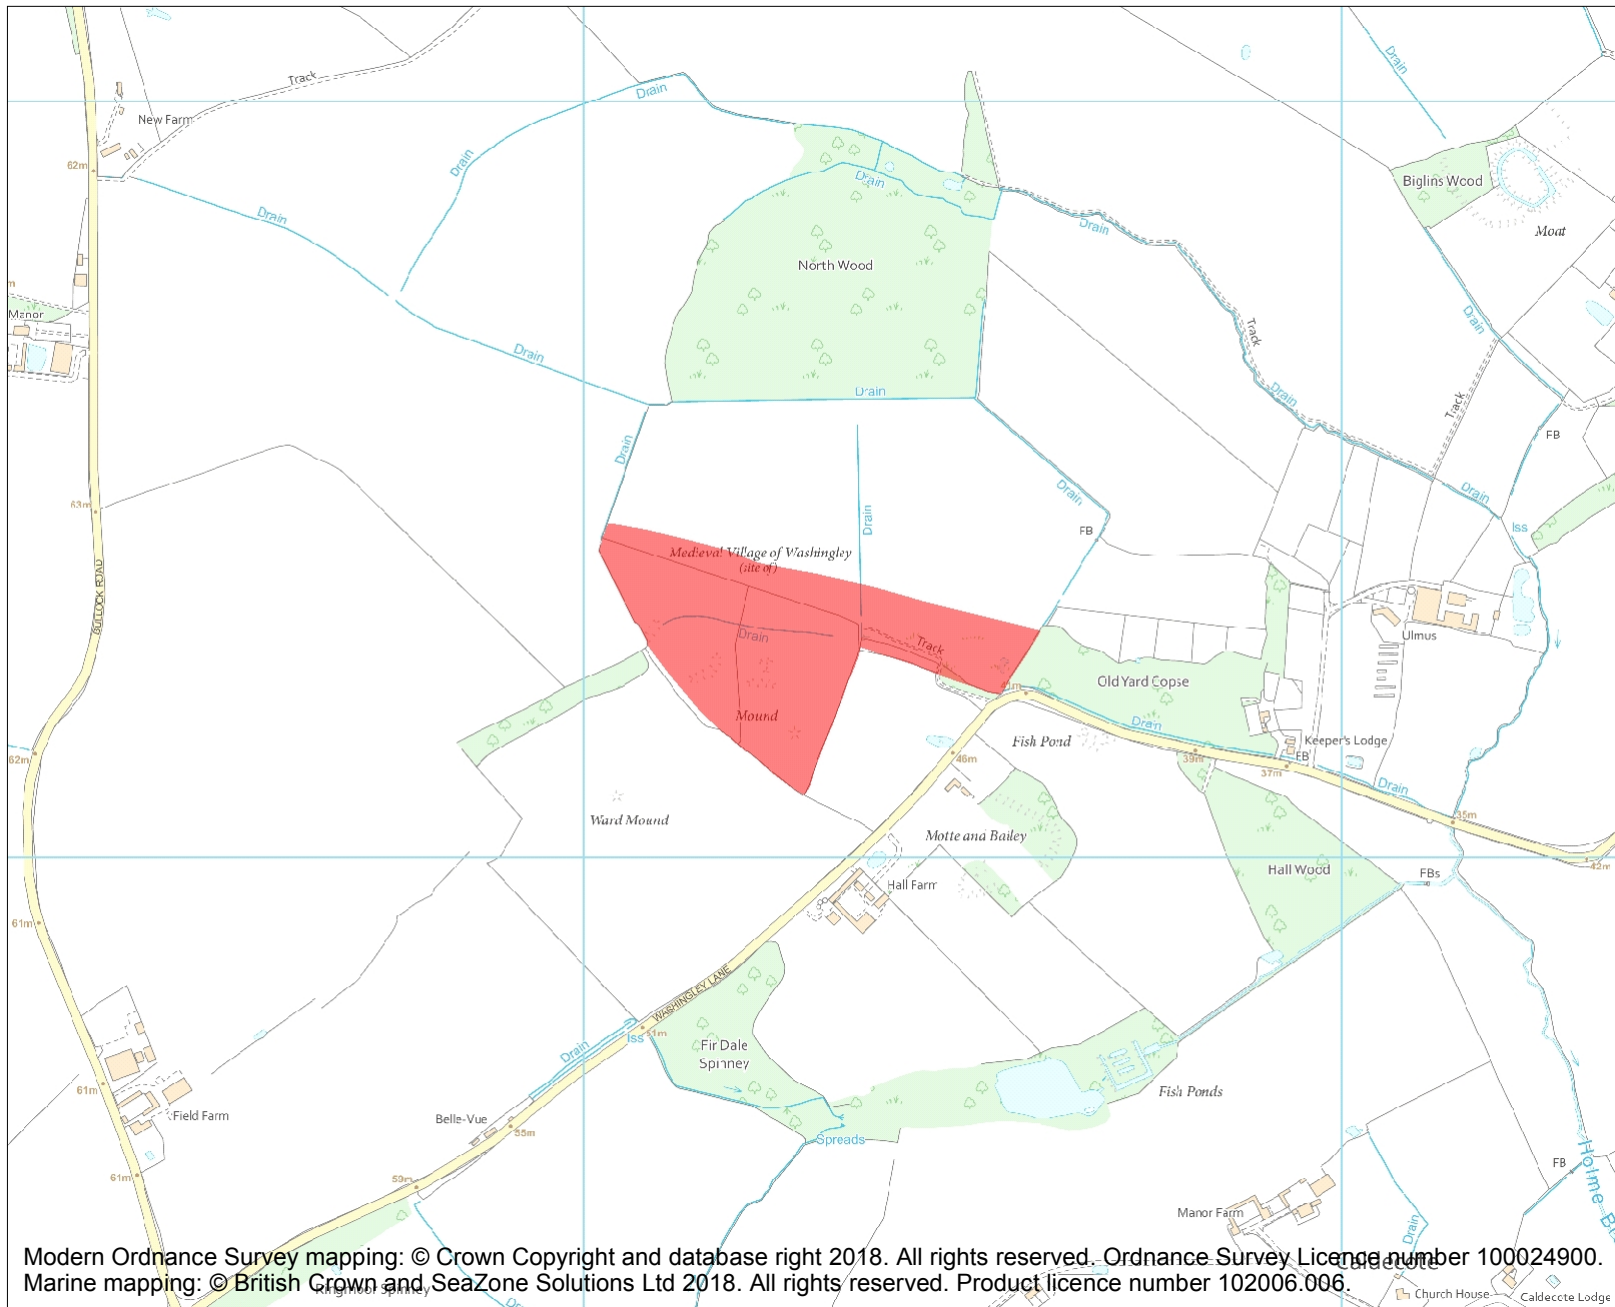 Track
Drain
New Farm
62m
Drain
Drain
Drain
Drain
Biglins Wood
Moat
Drain
North Wood
Drain
Manor
Drain
Track
Drain
Drain
Drain
Track
FB
Drain
63m
Drain
Drain
FB
Drain
Iss
Medieval Village of Washingley
(site of)
BULLOCK ROAD
Drain
Track
Ulmus
Old Yard Copse
Mound
Drain
Fish Pond
Keeper's Lodge
62m
46m
39m
FB
37m
Drain
Ward Mound
35m
Motte and Bailey
42m
Hall Wood
FBs
Hall Farm
61m
WASHINGLEY LANE
51m
Iss
Drain
Fir Dale
Spinney
61m
Fish Ponds
Field Farm
Belle-Vue
55m
Spreads
Holme B
FB
61m
59m
Manor Farm
Drain
Modern Ordnance Survey mapping: © Crown Copyright and database right 2018. All rights reserved. Ordnance Survey Licence number 100024900.
Caldecote
Marine mapping: © British Crown and SeaZone Solutions Ltd 2018. All rights reserved. Product licence number 102006.006.
Ringmoor Spinney
Church House
Caldecote Lodge